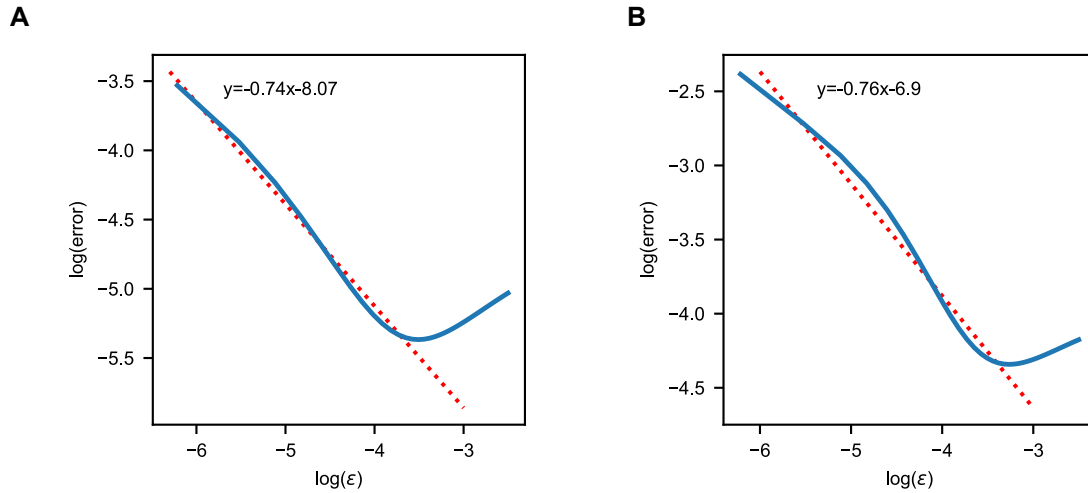 A
B
y=-0.74x-8.07
−3.5
−4.0
−4.5
−5.0
−5.5
log(error)
−6
−5
−4
−3
log(ε)
y=-0.76x-6.9
−2.5
−3.0
−3.5
−4.0
−4.5
log(error)
−6
−5
−4
−3
log(ε)